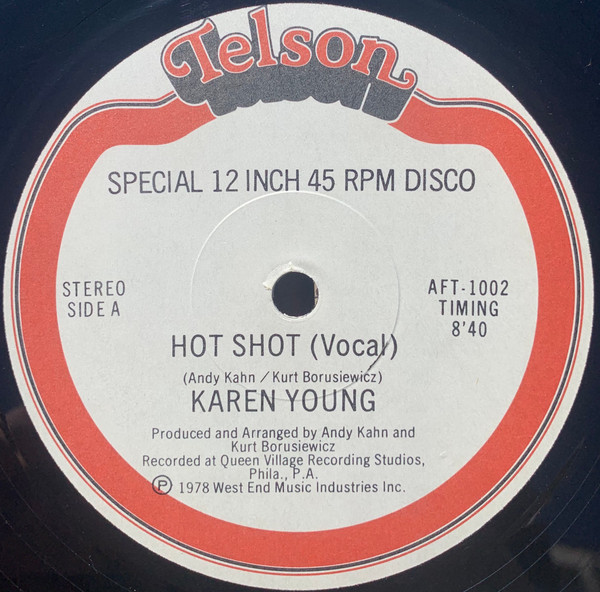 Telson
SPECIAL 12 INCH 45 RPM DISCO
STEREO
SIDE A
AFT-1002
TIMING
8'40
HOT SHOT (Vocal)
(Andy Kahn / Kurt Borusiewicz)
KAREN YOUNG
Produced and Arranged by Andy Kahn and
Kurt Borusiewicz
Recorded at Queen Village Recording Studios,
Phila., P.A.
Ⓟ 1978 West End Music Industries Inc.